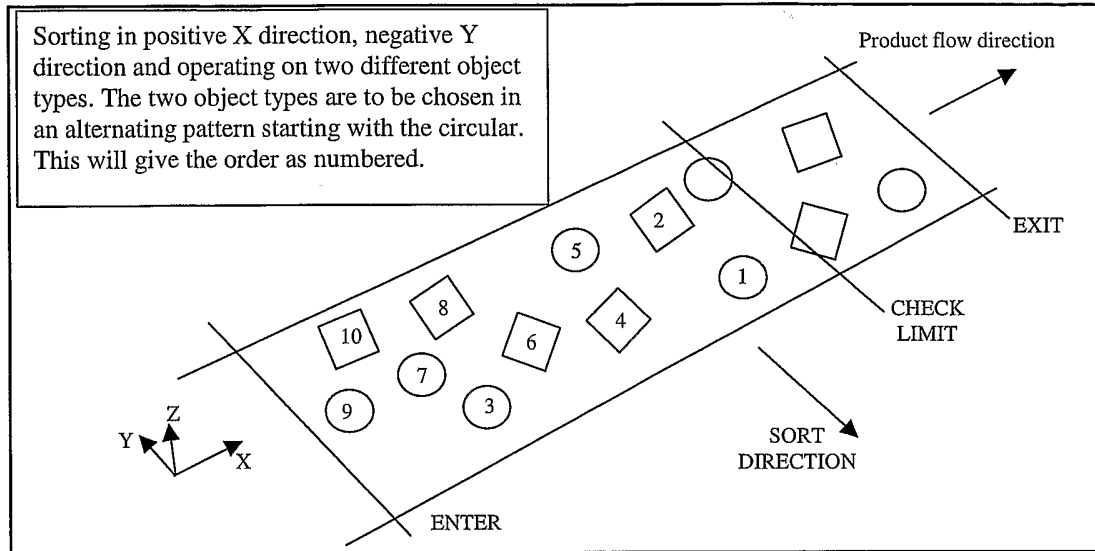 Sorting in positive X direction, negative Y
direction and operating on two different object
types. The two object types are to be chosen in
an alternating pattern starting with the circular.
This will give the order as numbered.
Product flow direction
2
5
1
EXIT
8
4
CHECK
LIMIT
10
6
7
9
3
Z
Y
X
SORT
DIRECTION
ENTER